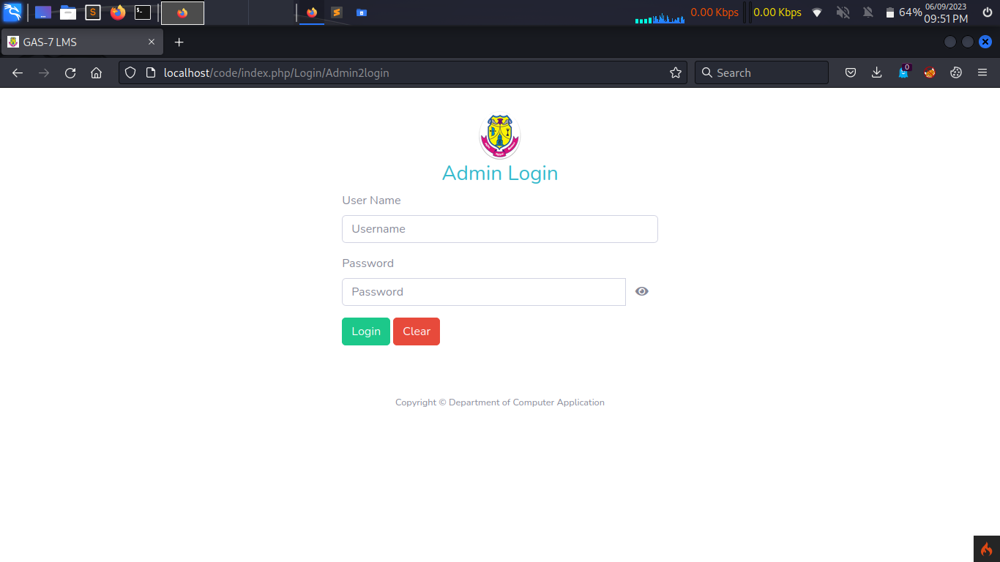 0.00 Kbps
0.00 Kbps
64%
06/09/2023
09:51 PM
GAS-7 LMS
localhost/code/index.php/Login/Admin2login
Search
0
Admin Login
User Name
Username
Password
Password
Login Clear
Copyright © Department of Computer Application